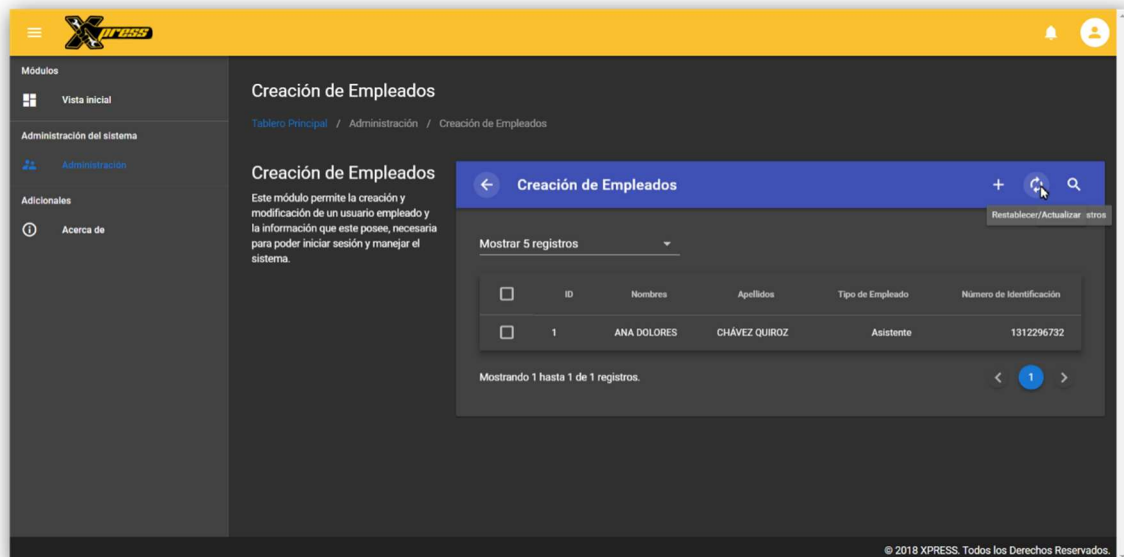 Xpress
Módulos
Vista inicial
Administración del sistema
Administración
Adicionales
Acerca de
Creación de Empleados
Tablero Principal / Administración / Creación de Empleados
Creación de Empleados
Este módulo permite la creación y
modificación de un usuario empleado y
la información que este posee, necesaria
para poder iniciar sesión y manejar el
sistema.
Creación de Empleados
Restablecer/Actualizar stros
Mostrar 5 registros
ID Nombres Apellidos Tipo de Empleado Número de Identificación
1 ANA DOLORES CHÁVEZ QUIROZ Asistente 1312296732
Mostrando 1 hasta 1 de 1 registros.
1
© 2018 XPRESS. Todos los Derechos Reservados.